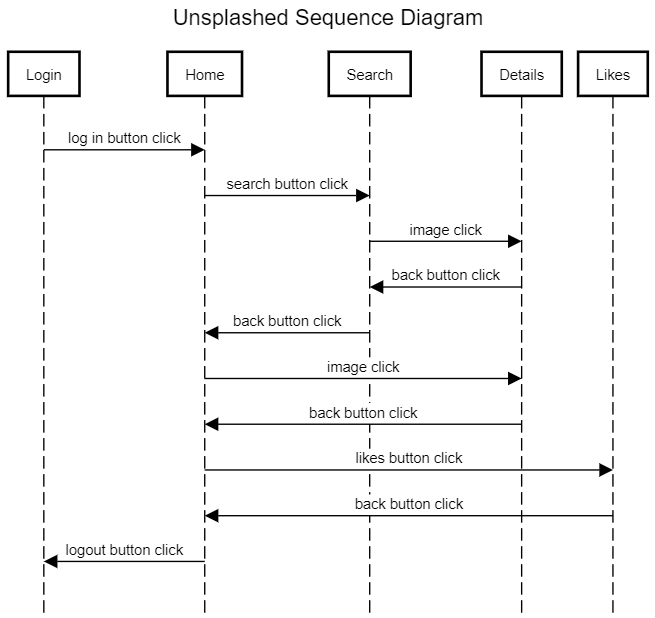 Unsplashed Sequence Diagram
Login
Home
Search
Details
Likes
log in button click
search button click
image click
back button click
back button click
image click
back button click
likes button click
back button click
logout button click